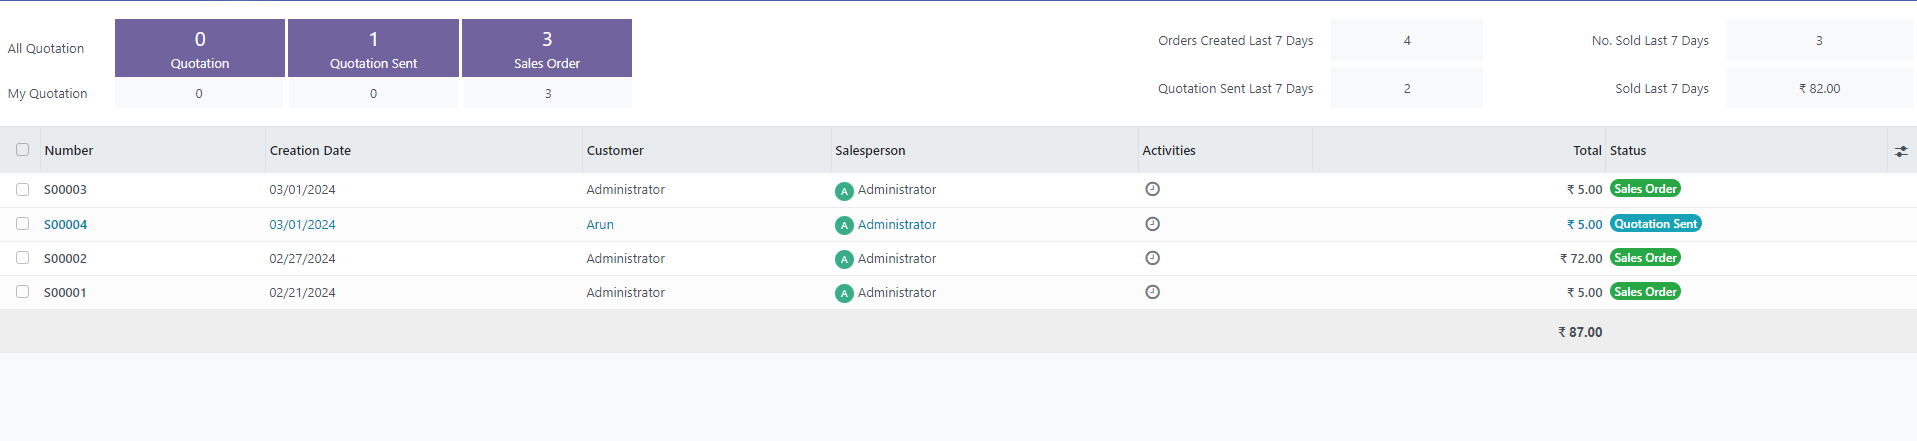 All Quotation 0 Quotation 1 Quotation Sent 3 Sales Order
My Quotation 0 0 3
Orders Created Last 7 Days 4 No. Sold Last 7 Days 3
Quotation Sent Last 7 Days 2 Sold Last 7 Days ₹ 82.00
Number Creation Date Customer Salesperson Activities Total Status
S00003 03/01/2024 Administrator A Administrator ₹ 5.00 Sales Order
S00004 03/01/2024 Arun A Administrator ₹ 5.00 Quotation Sent
S00002 02/27/2024 Administrator A Administrator ₹ 72.00 Sales Order
S00001 02/21/2024 Administrator A Administrator ₹ 5.00 Sales Order
₹ 87.00